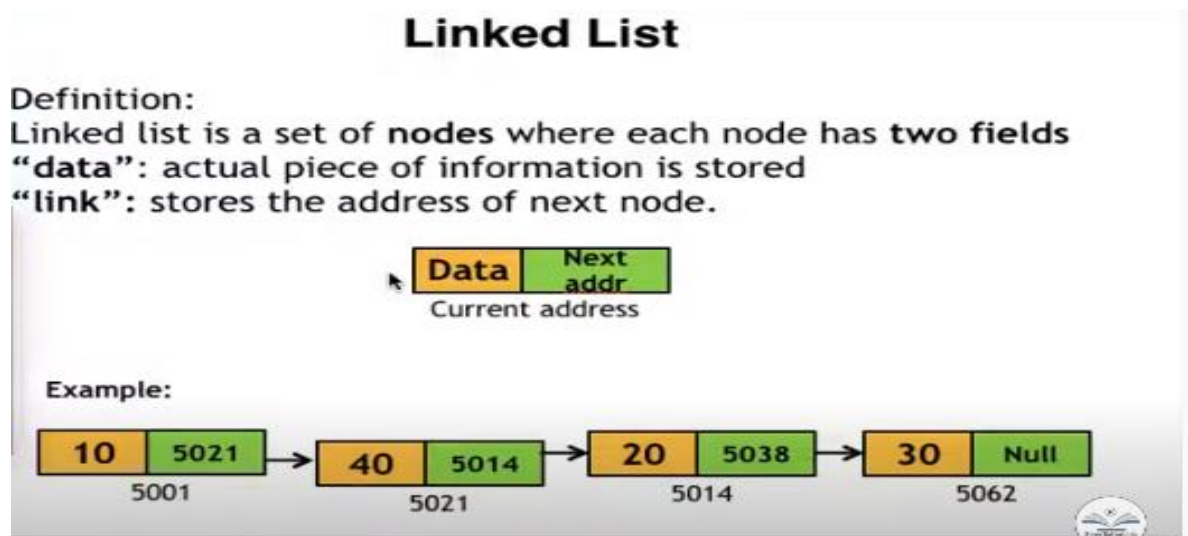 Linked List
Definition:
Linked list is a set of nodes where each node has two fields
“data”: actual piece of information is stored
“link”: stores the address of next node.
Data Next addr
Current address
Example:
10 5021 40 5014 20 5038 30 Null
5001 5021 5014 5062